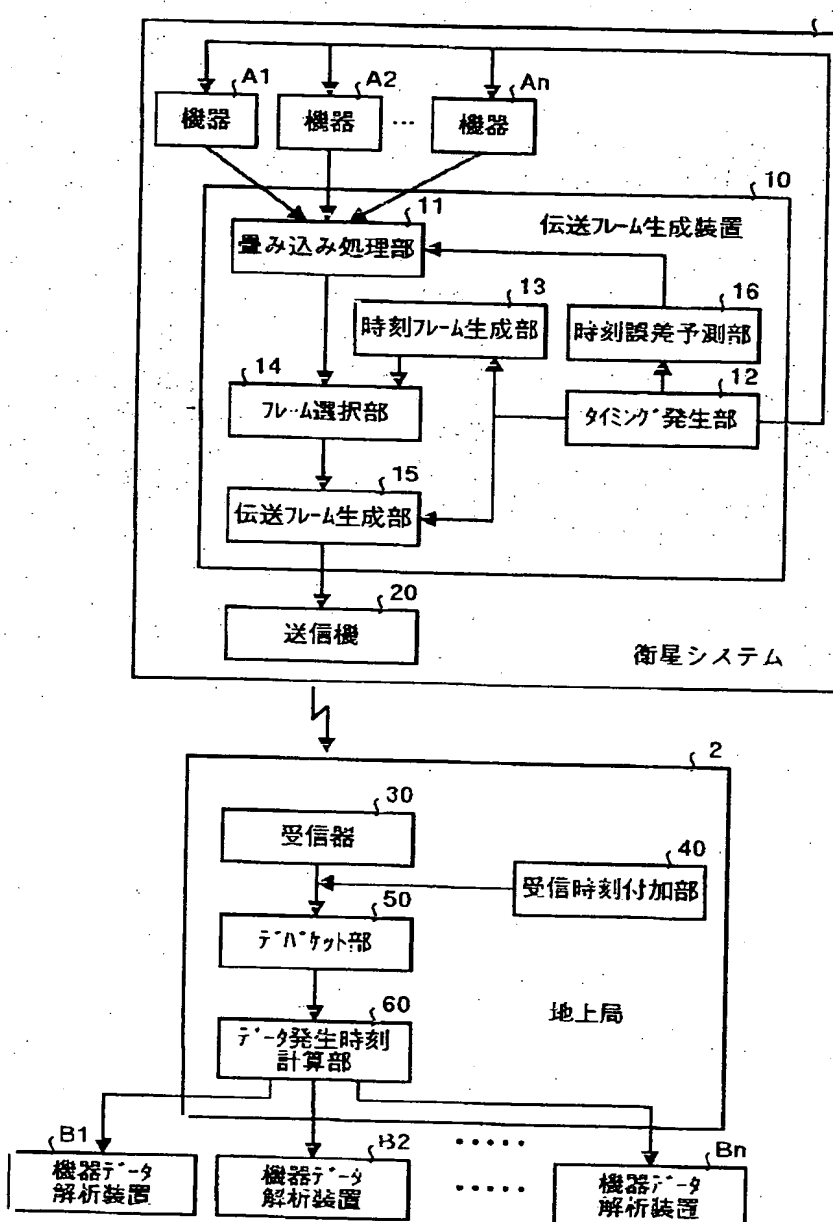 A1
A2
An
機器
機器
...
機器
10
伝送フレーム生成装置
11
畳み込み処理部
13
時刻フレーム生成部
16
時刻誤差予測部
14
フレーム選択部
12
タイミング発生部
15
伝送フレーム生成部
20
送信機
衛星システム
2
30
受信器
40
受信時刻付加部
50
デパケット部
60
データ発生時刻
計算部
地上局
B1
機器データ
解析装置
B2
機器データ
解析装置
.....
.....
Bn
機器データ
解析装置